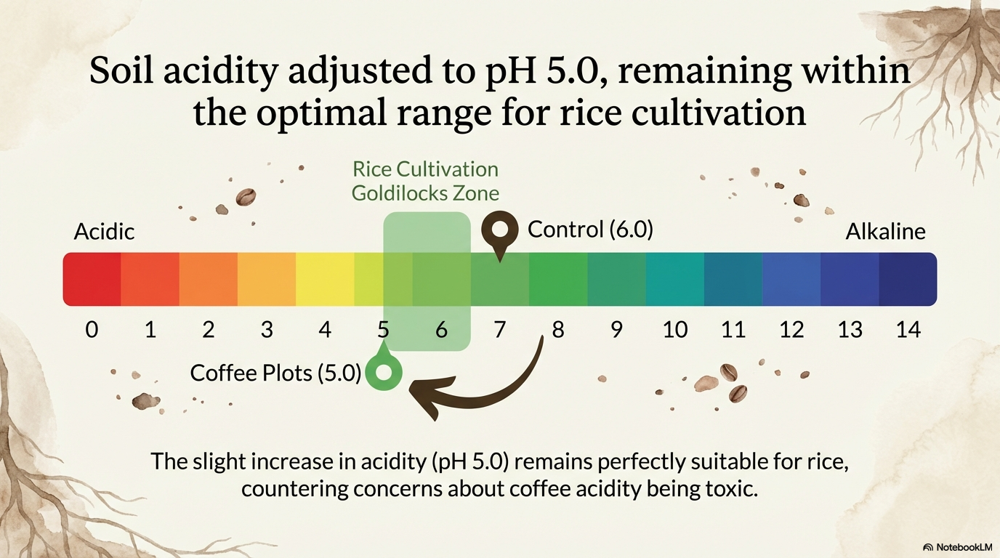 Soil acidity adjusted to pH 5.0, remaining within
the optimal range for rice cultivation
Rice Cultivation
Goldilocks Zone
Acidic
Control (6.0)
Alkaline
0 1 2 3 4 5 6 7 8 9 10 11 12 13 14
Coffee Plots (5.0)
The slight increase in acidity (pH 5.0) remains perfectly suitable for rice,
countering concerns about coffee acidity being toxic.
NotebookLM